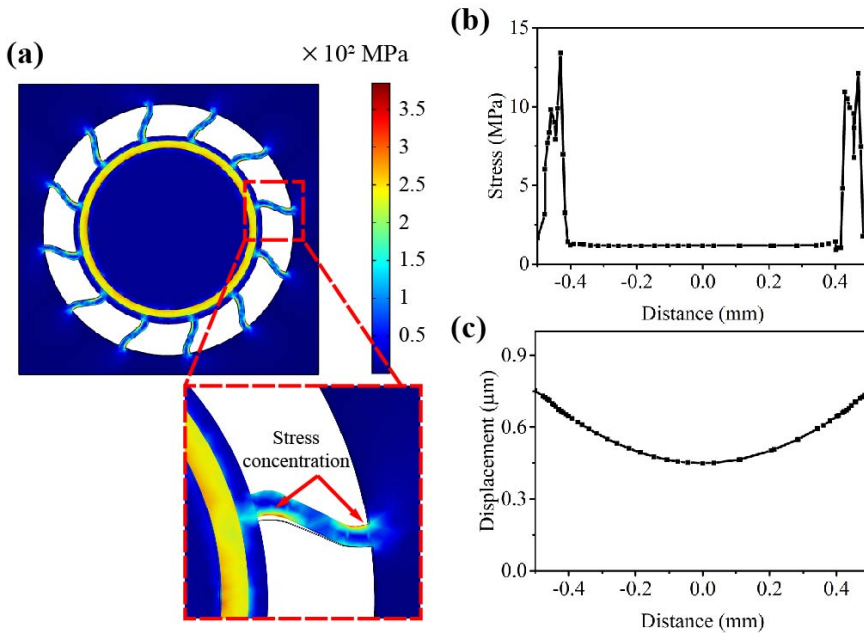 (a)
× 10² MPa
3.5
3
2.5
2
1.5
1
0.5
Stress
concentration
(b)
15
10
5
0
Stress (MPa)
-0.4
-0.2
0.0
0.2
0.4
Distance (mm)
(c)
0.9
0.6
0.3
0.0
Displacement (μm)
-0.4
-0.2
0.0
0.2
0.4
Distance (mm)